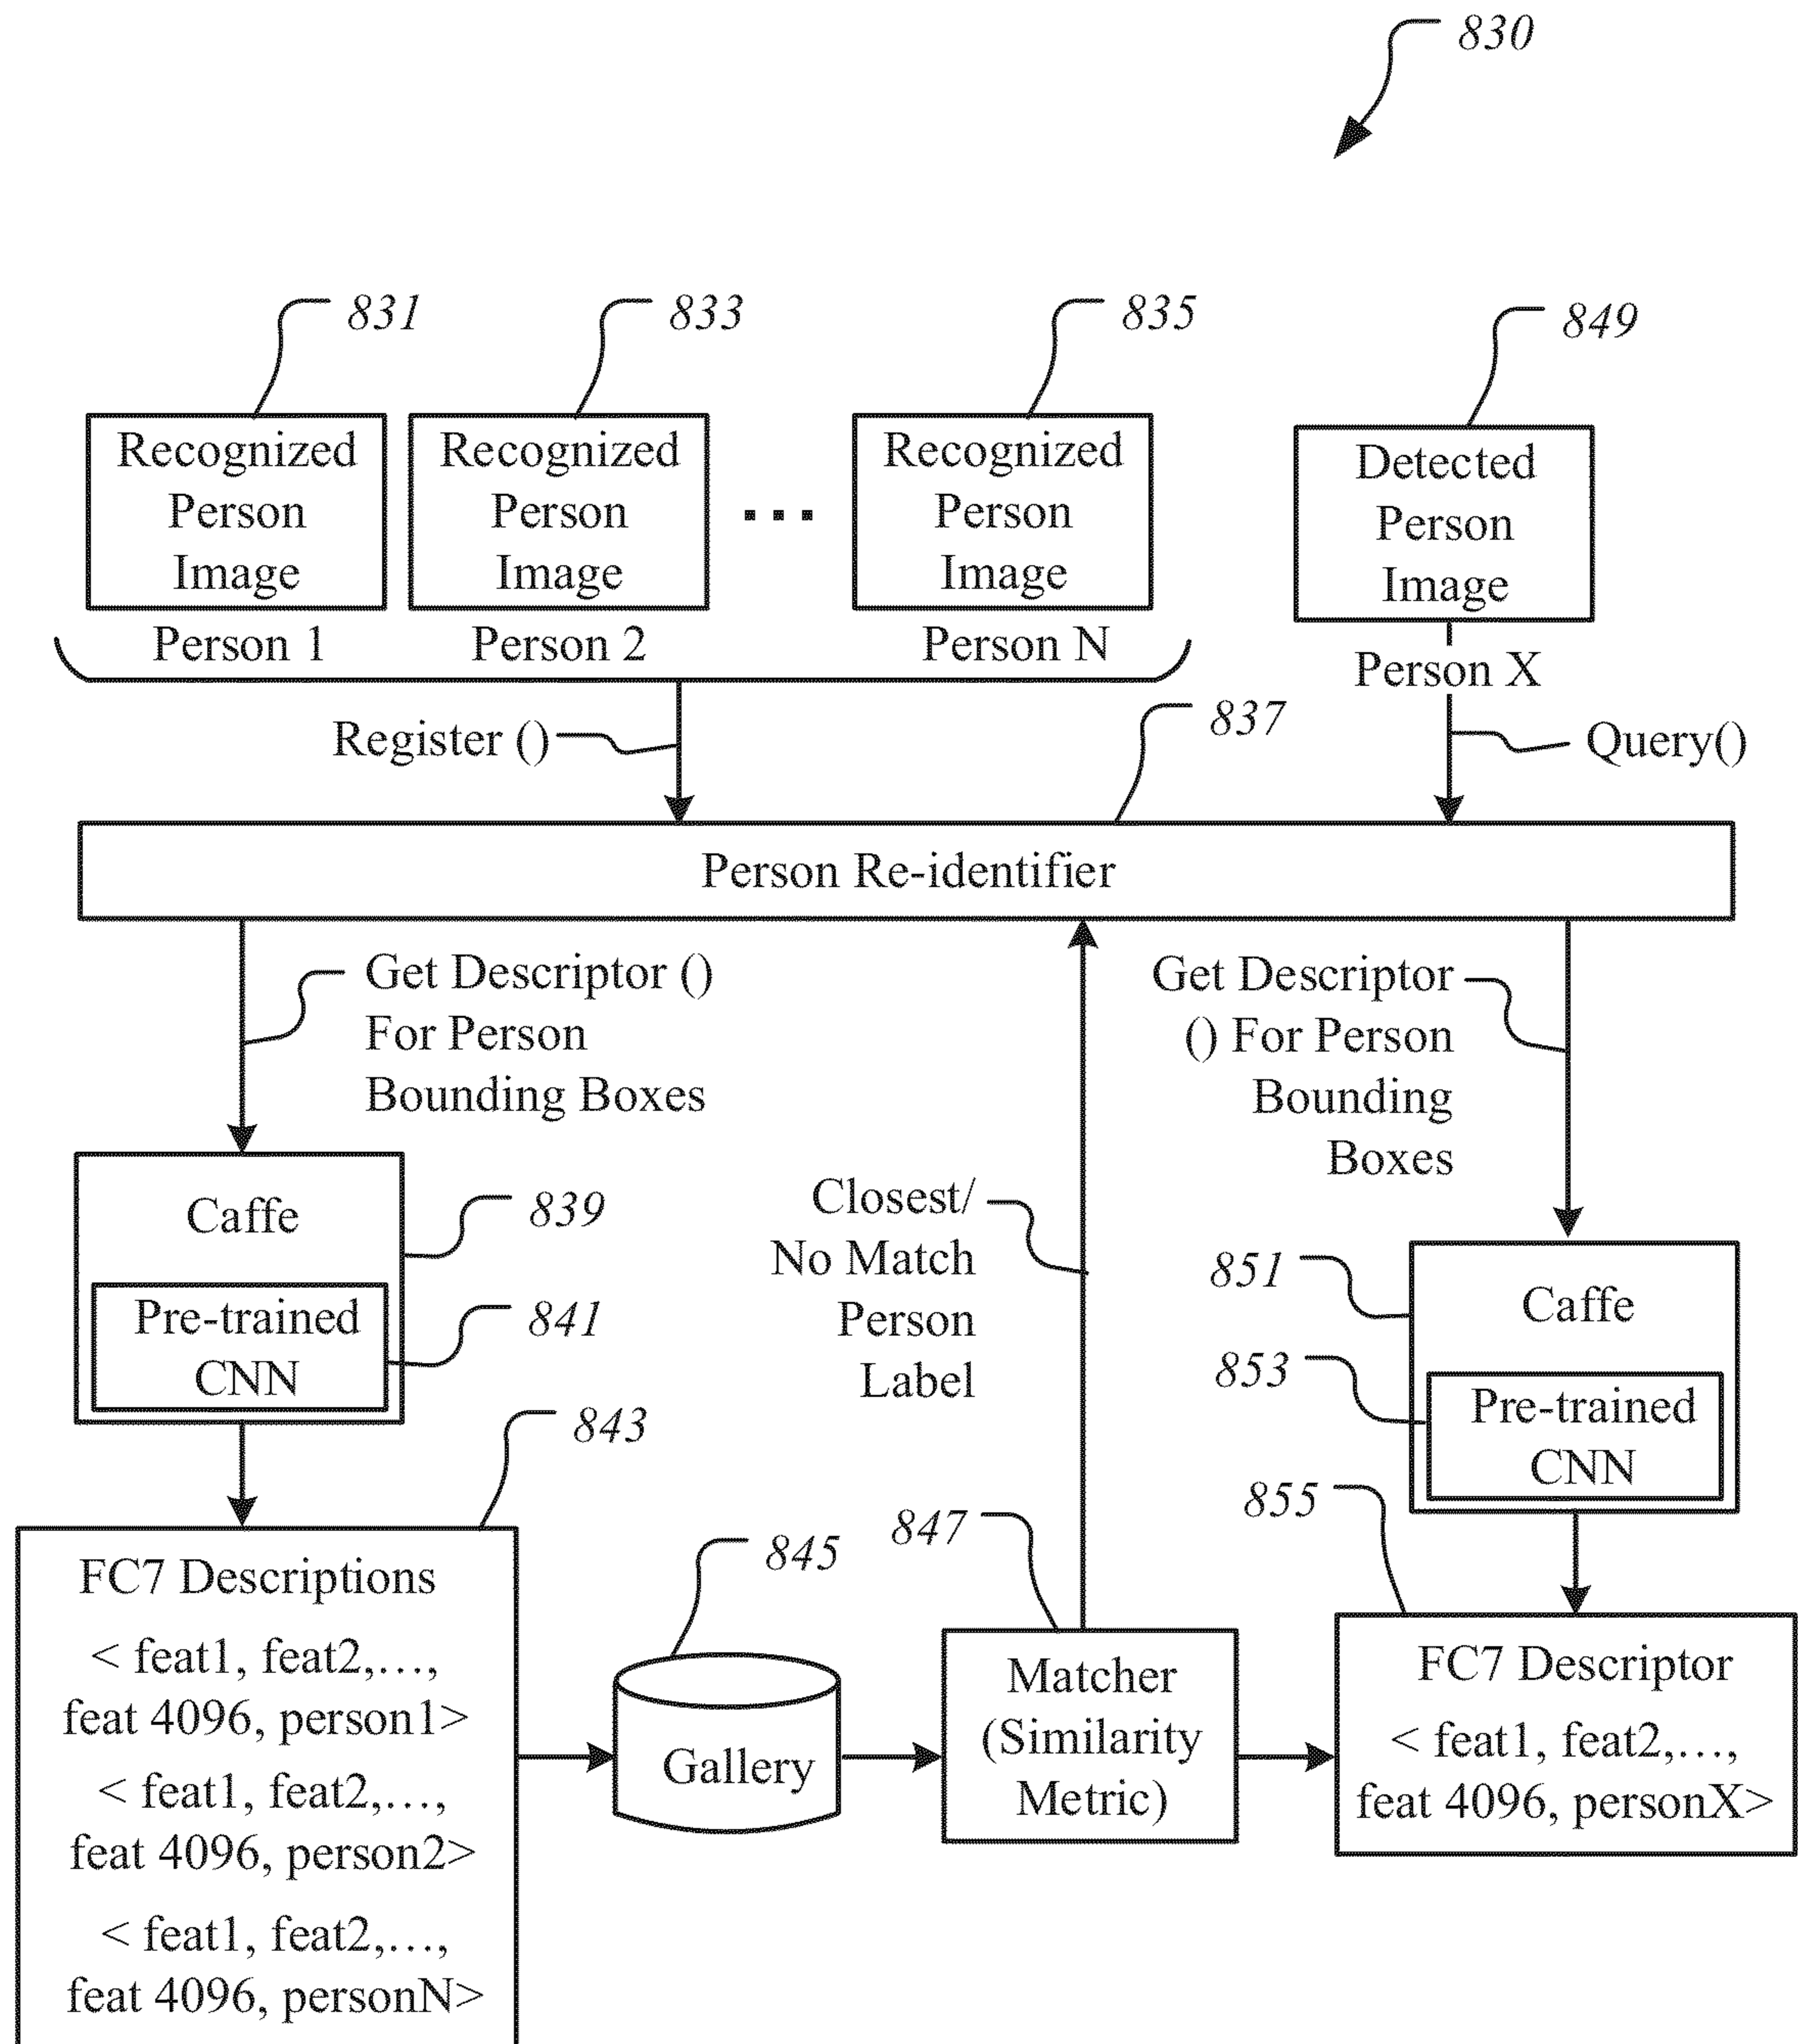 830
831
833
835
849
Recognized
Person
Image
Recognized
Person
Image
...
Recognized
Person
Image
Detected
Person
Image
Person 1
Person 2
Person N
Person X
Register ()
837
Query()
Person Re-identifier
Get Descriptor ()
For Person
Bounding Boxes
Get Descriptor
() For Person
Bounding
Boxes
Caffe
839
Pre-trained
CNN
841
Closest/
No Match
Person
Label
851
Caffe
853
Pre-trained
CNN
843
FC7 Descriptions
< feat1, feat2,…,
feat 4096, person1>
< feat1, feat2,…,
feat 4096, person2>
< feat1, feat2,…,
feat 4096, personN>
845
Gallery
847
Matcher
(Similarity
Metric)
855
FC7 Descriptor
< feat1, feat2,…,
feat 4096, personX>